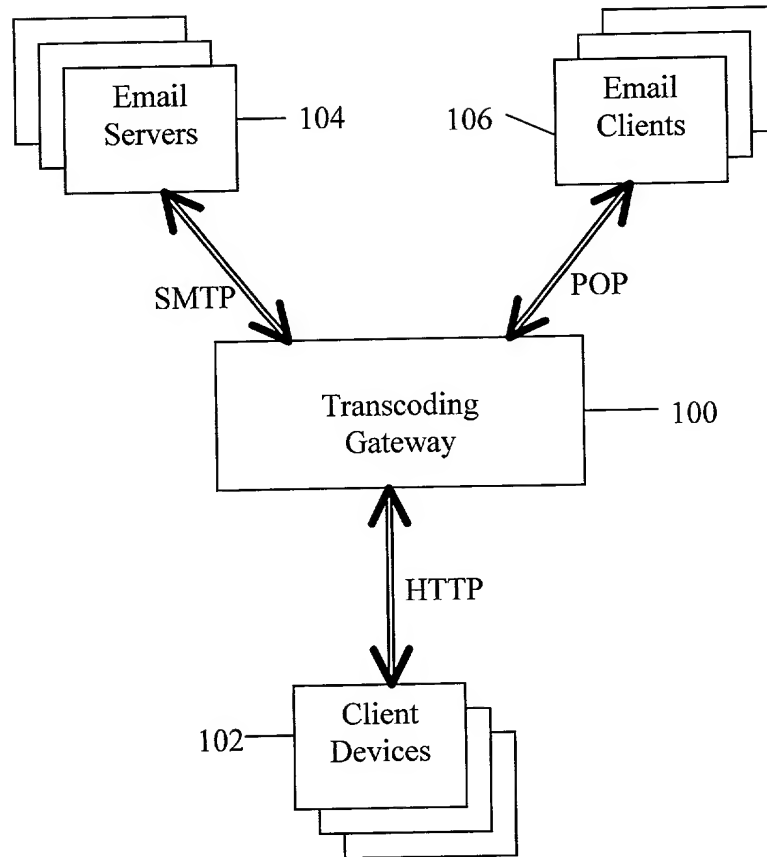 Email
Servers
104
106
Email
Clients
SMTP
POP
Transcoding
Gateway
100
HTTP
102
Client
Devices